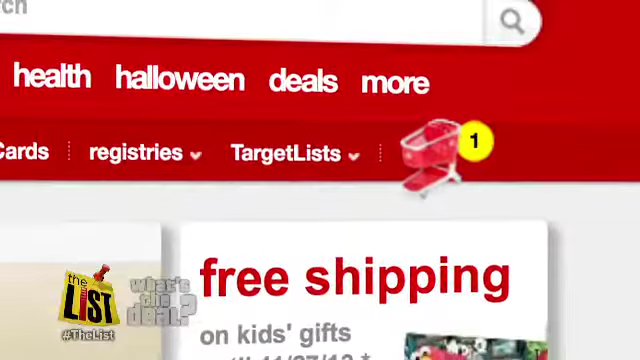 rch
health halloween deals more
Cards registries TargetLists 1
free shipping
on kids' gifts
the
LIST
what's
the
deal?
#TheList